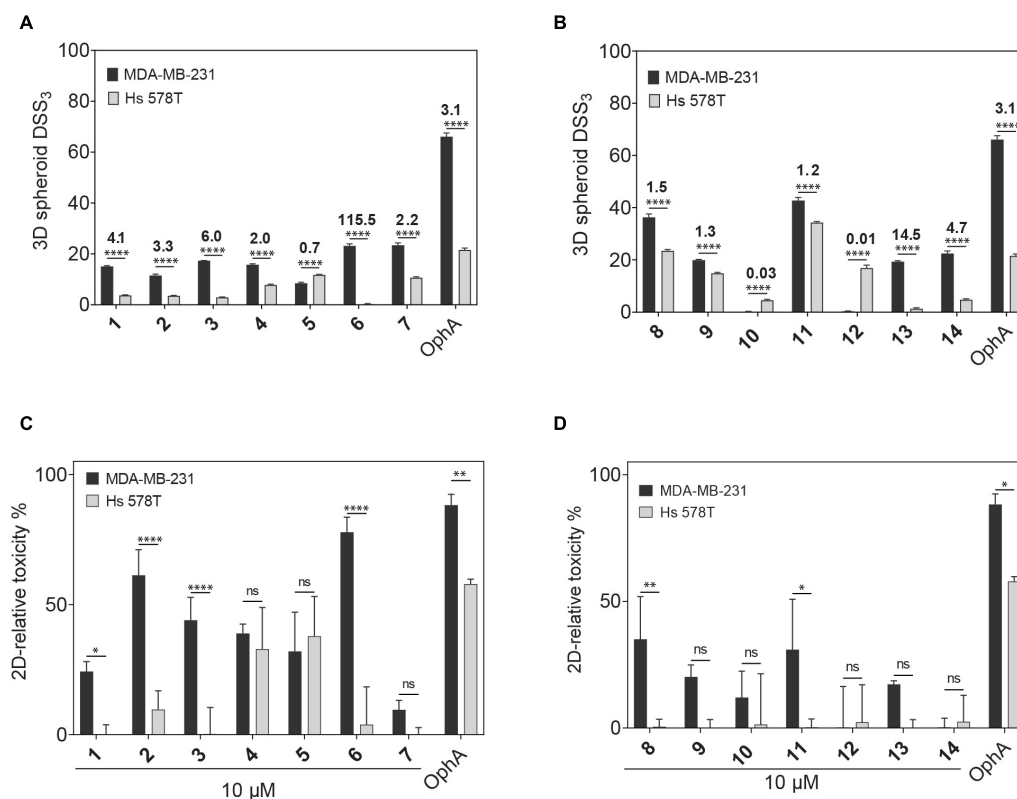 A
3D spheroid DSS3
100
80
60
40
20
0
MDA-MB-231
Hs 578T
4.1
****
3.3
****
6.0
****
2.0
****
0.7
****
115.5
****
2.2
****
3.1
****
1 2 3 4 5 6 7 OphA
B
3D spheroid DSS3
100
80
60
40
20
0
MDA-MB-231
Hs 578T
1.5
****
1.3
****
0.03
****
1.2
****
0.01
****
14.5
****
4.7
****
3.1
****
8 9 10 11 12 13 14 OphA
C
2D-relative toxicity %
100
50
0
MDA-MB-231
Hs 578T
*
****
****
ns
ns
****
ns
**
1 2 3 4 5 6 7 OphA
10 µM
D
2D-relative toxicity %
100
50
0
MDA-MB-231
Hs 578T
**
ns
ns
*
ns
ns
ns
*
8 9 10 11 12 13 14 OphA
10 µM